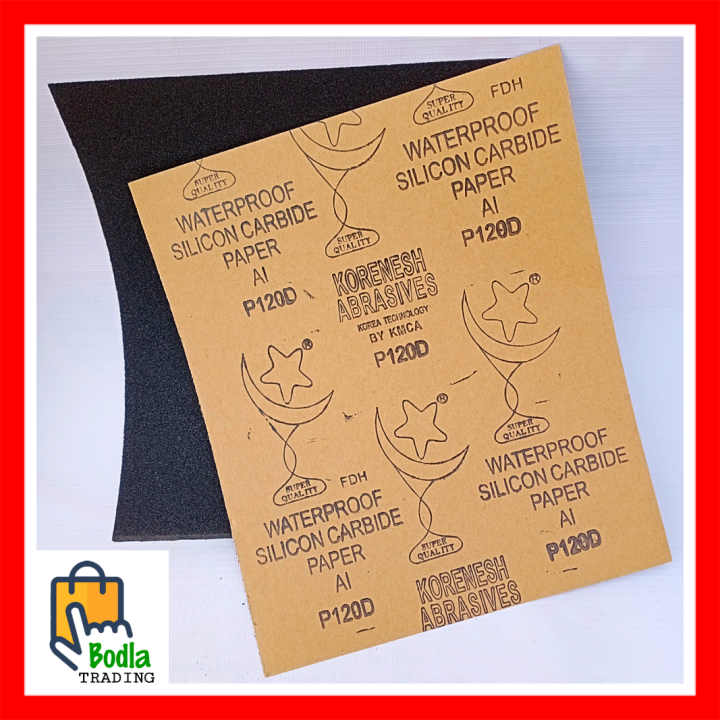 SUPER
QUALITY
FDH
WATERPROOF
SILICON CARBIDE
PAPER
AI
P120D
SUPER
QUALITY
WATERPROOF
SILICON CARBIDE
PAPER
AI
P120D
SUPER
QUALITY
KORENESH
ABRASIVES
KOREA TECHNOLOGY
BY KMCA
P120D
®
SUPER
QUALITY
®
SUPER
QUALITY
®
SUPER
QUALITY
FDH
WATERPROOF
SILICON CARBIDE
PAPER
AI
P120D
WATERPROOF
SILICON CARBIDE
PAPER
AI
P120D
KORENESH
ABRASIVES
Bodla
TRADING